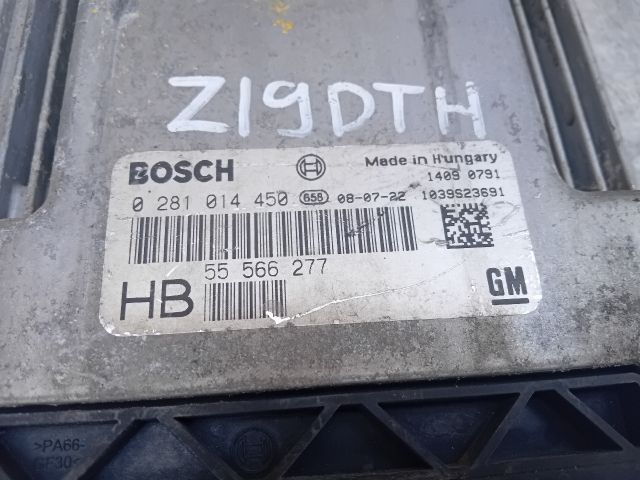 Z19DTH
BOSCH Made in Hungary
1409 0791
0 281 014 450 658 08-07-22 1039S23691
55 566 277
HB GM
>PA66-
GF30<